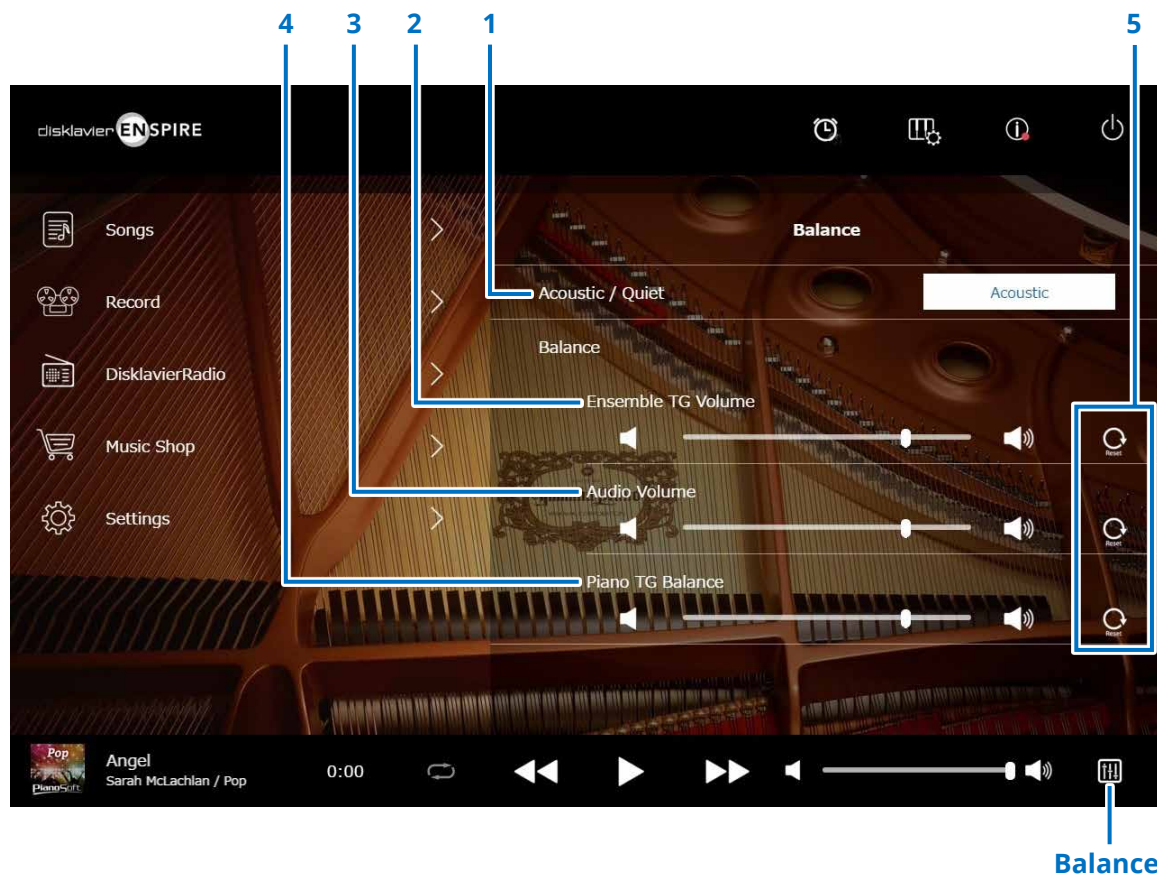 4 3 2 1 5
disklavier ENSPIRE
Songs
Record
DisklavierRadio
Music Shop
Settings
Balance
Acoustic / Quiet
Acoustic
Balance
Ensemble TG Volume
Reset
Audio Volume
Reset
Piano TG Balance
Reset
Pop
PianoSoft
Angel
Sarah McLachlan / Pop
0:00
Balance